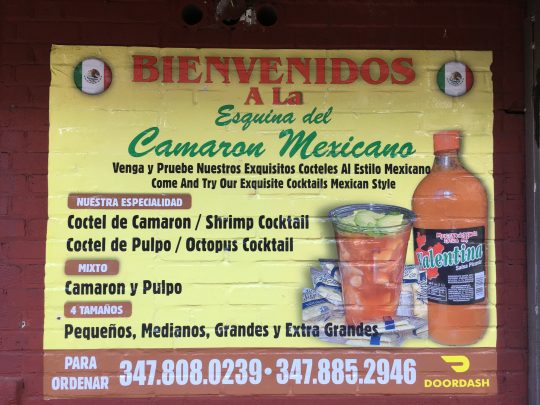 BIENVENIDOS
A La
Esquina del
Camaron Mexicano
Venga y Pruebe Nuestros Exquisitos Cocteles Al Estilo Mexicano
Come And Try Our Exquisite Cocktails Mexican Style
NUESTRA ESPECIALIDAD
Coctel de Camaron / Shrimp Cocktail
Coctel de Pulpo / Octopus Cocktail
MIXTO
Camaron y Pulpo
4 TAMAÑOS
Pequeños, Medianos, Grandes y Extra Grandes
Valentina
Salsa Picante
PARA
ORDENAR
347.808.0239 • 347.885.2946
DOORDASH